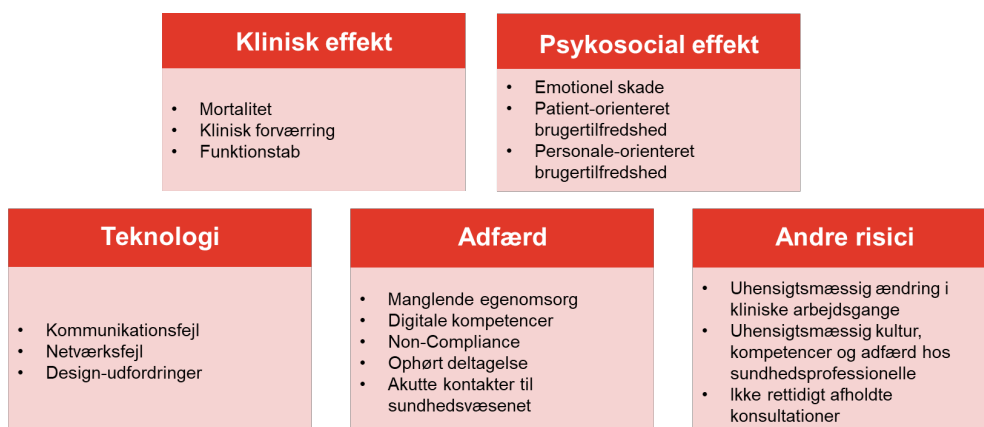 Klinisk effekt
• Mortalitet
• Klinisk forværring
• Funktionstab
Psykosocial effekt
• Emotionel skade
• Patient-orienteret
brugertilfredshed
• Personale-orienteret
brugertilfredshed
Teknologi
• Kommunikationsfejl
• Netværksfejl
• Design-udfordringer
Adfærd
• Manglende egenomsorg
• Digitale kompetencer
• Non-Compliance
• Ophørt deltagelse
• Akutte kontakter til
sundhedsvæsenet
Andre risici
• Uhensigtsmæssig ændring i
kliniske arbejdsgange
• Uhensigtsmæssig kultur,
kompetencer og adfærd hos
sundhedsprofessionelle
• Ikke rettidigt afholdte
konsultationer